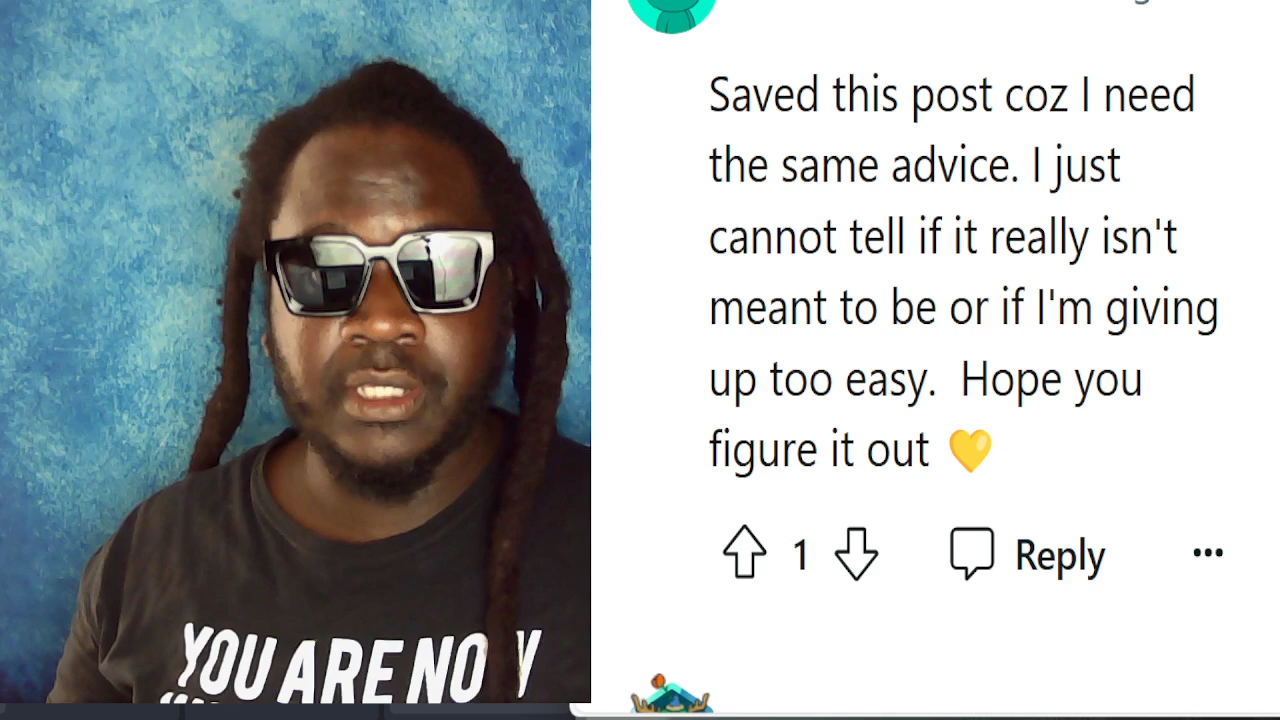 YOU ARE NO
Saved this post coz I need
the same advice. I just
cannot tell if it really isn't
meant to be or if I'm giving
up too easy.  Hope you
figure it out 💛
1
Reply